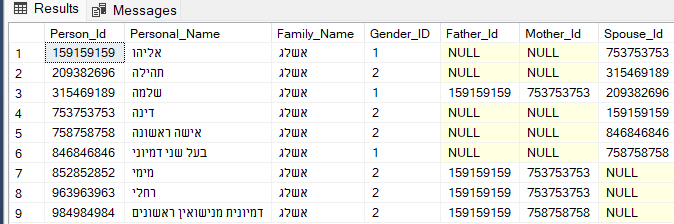 Results Messages
Person_Id Personal_Name Family_Name Gender_ID Father_Id Mother_Id Spouse_Id
1 159159159 אליהו אשלג 1 NULL NULL 753753753
2 209382696 תהילה אשלג 2 NULL NULL 315469189
3 315469189 שלמה אשלג 1 159159159 753753753 209382696
4 753753753 דינה אשלג 2 NULL NULL 159159159
5 758758758 אישה ראשונה אשלג 2 NULL NULL 846846846
6 846846846 בעל שני דמיוני אשלג 1 NULL NULL 758758758
7 852852852 מימי אשלג 2 159159159 753753753 NULL
8 963963963 רחלי אשלג 2 159159159 753753753 NULL
9 984984984 דמיונית מנישואין ראשונים אשלג 2 159159159 758758758 NULL